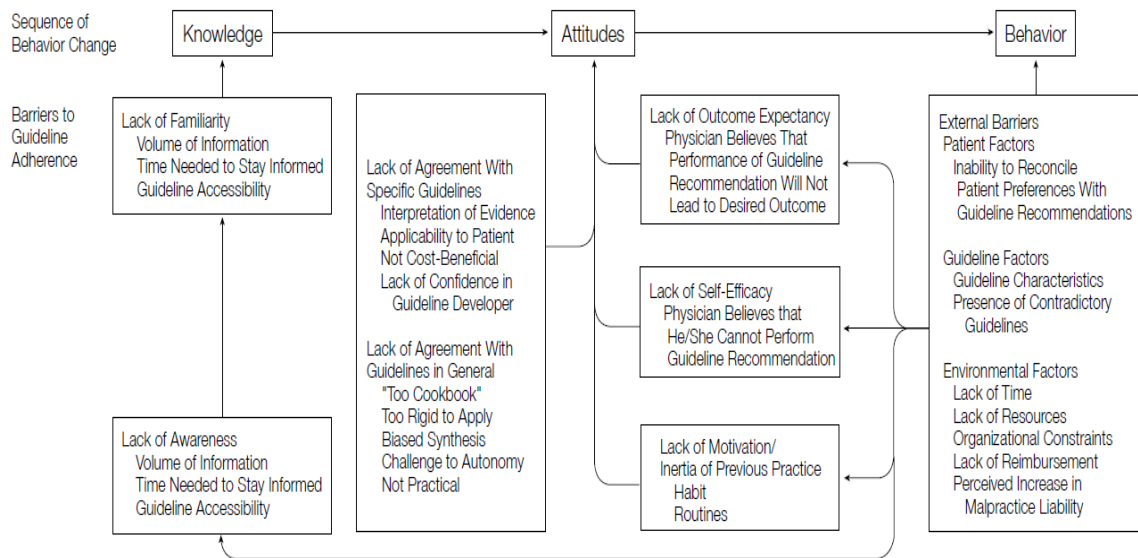 Sequence of
Behavior Change
Knowledge
Attitudes
Behavior
Barriers to
Guideline
Adherence
Lack of Familiarity
Volume of Information
Time Needed to Stay Informed
Guideline Accessibility
Lack of Awareness
Volume of Information
Time Needed to Stay Informed
Guideline Accessibility
Lack of Agreement With
Specific Guidelines
Interpretation of Evidence
Applicability to Patient
Not Cost-Beneficial
Lack of Confidence in
Guideline Developer
Lack of Agreement With
Guidelines in General
"Too Cookbook"
Too Rigid to Apply
Biased Synthesis
Challenge to Autonomy
Not Practical
Lack of Outcome Expectancy
Physician Believes That
Performance of Guideline
Recommendation Will Not
Lead to Desired Outcome
Lack of Self-Efficacy
Physician Believes that
He/She Cannot Perform
Guideline Recommendation
Lack of Motivation/
Inertia of Previous Practice
Habit
Routines
External Barriers
Patient Factors
Inability to Reconcile
Patient Preferences With
Guideline Recommendations
Guideline Factors
Guideline Characteristics
Presence of Contradictory
Guidelines
Environmental Factors
Lack of Time
Lack of Resources
Organizational Constraints
Lack of Reimbursement
Perceived Increase in
Malpractice Liability